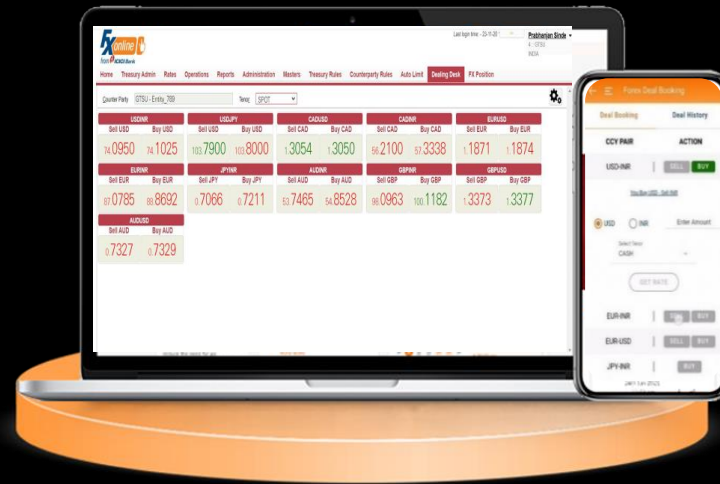 FX online
from ICICI Bank
Last login time: - 23-11-20
Prabhanjan Sinde
4 : GTSU
INDIA
Home Treasury Admin Rates Operations Reports Administration Masters Treasury Rules Counterparty Rules Auto Limit Dealing Desk FX Position
Counter Party GTSU - Entity_769 Tenor SPOT
USDINR USDJPY CADUSD CADINR EURUSD
Sell USD Buy USD Sell USD Buy USD Sell CAD Buy CAD Sell CAD Buy CAD Sell EUR Buy EUR
74.0950 74.1025 103.7900 103.8000 1.3054 1.3050 56.2100 57.3338 1.1871 1.1874
EURINR JPYINR AUDINR GBPINR GBPUSD
Sell EUR Buy EUR Sell JPY Buy JPY Sell AUD Buy AUD Sell GBP Buy GBP Sell GBP Buy GBP
87.0785 88.8692 0.7066 0.7211 53.7465 54.8528 98.0963 100.1182 1.3373 1.3377
AUDUSD
Sell AUD Buy AUD
0.7327 0.7329
Forex Deal Booking
Deal Booking Deal History
CCY PAIR ACTION
USD-INR SELL BUY
You Buy USD - Sell INR
USD INR Enter Amount
Select Tenor
CASH
GET RATE
EUR-INR SELL BUY
EUR-USD SELL BUY
JPY-INR BUY